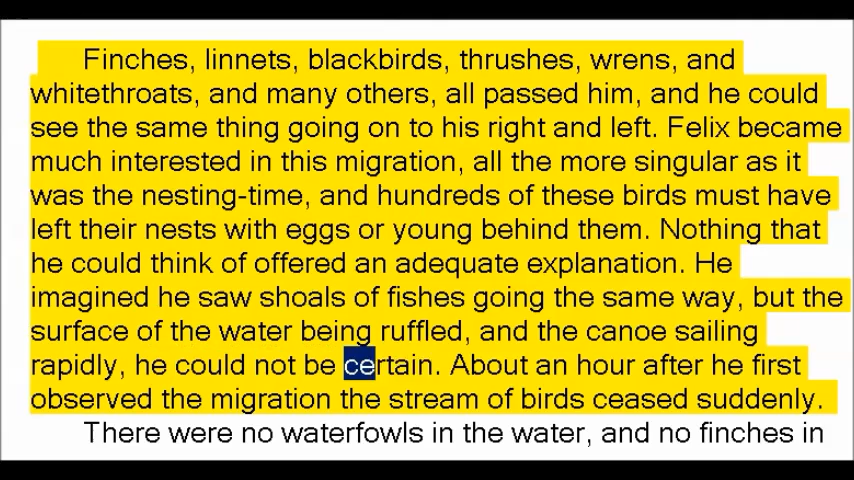 Finches, linnets, blackbirds, thrushes, wrens, and
whitethroats, and many others, all passed him, and he could
see the same thing going on to his right and left. Felix became
much interested in this migration, all the more singular as it
was the nesting-time, and hundreds of these birds must have
left their nests with eggs or young behind them. Nothing that
he could think of offered an adequate explanation. He
imagined he saw shoals of fishes going the same way, but the
surface of the water being ruffled, and the canoe sailing
rapidly, he could not be certain. About an hour after he first
observed the migration the stream of birds ceased suddenly.
There were no waterfowls in the water, and no finches in